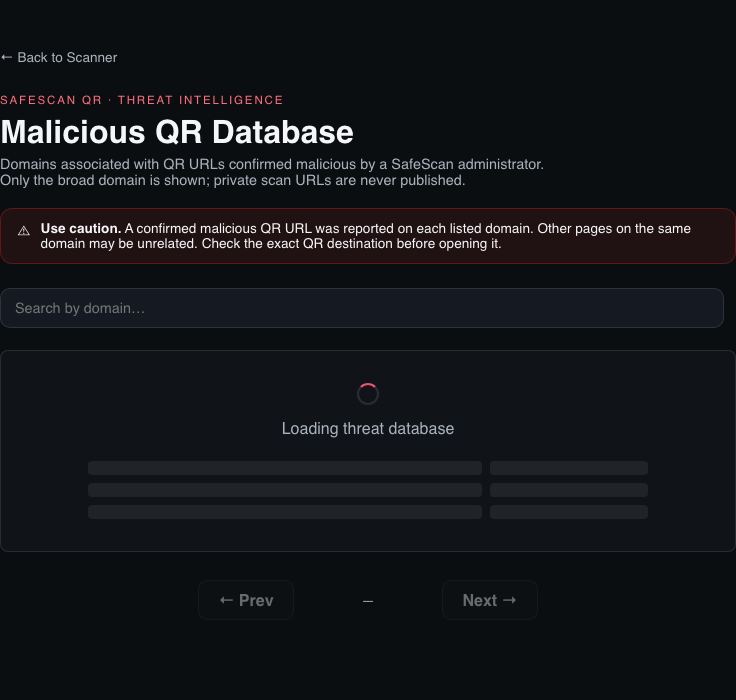 ← Back to Scanner
SAFESCAN QR · THREAT INTELLIGENCE
Malicious QR Database
Domains associated with QR URLs confirmed malicious by a SafeScan administrator.
Only the broad domain is shown; private scan URLs are never published.
⚠ Use caution. A confirmed malicious QR URL was reported on each listed domain. Other pages on the same
domain may be unrelated. Check the exact QR destination before opening it.
Search by domain…
Loading threat database
← Prev — Next →